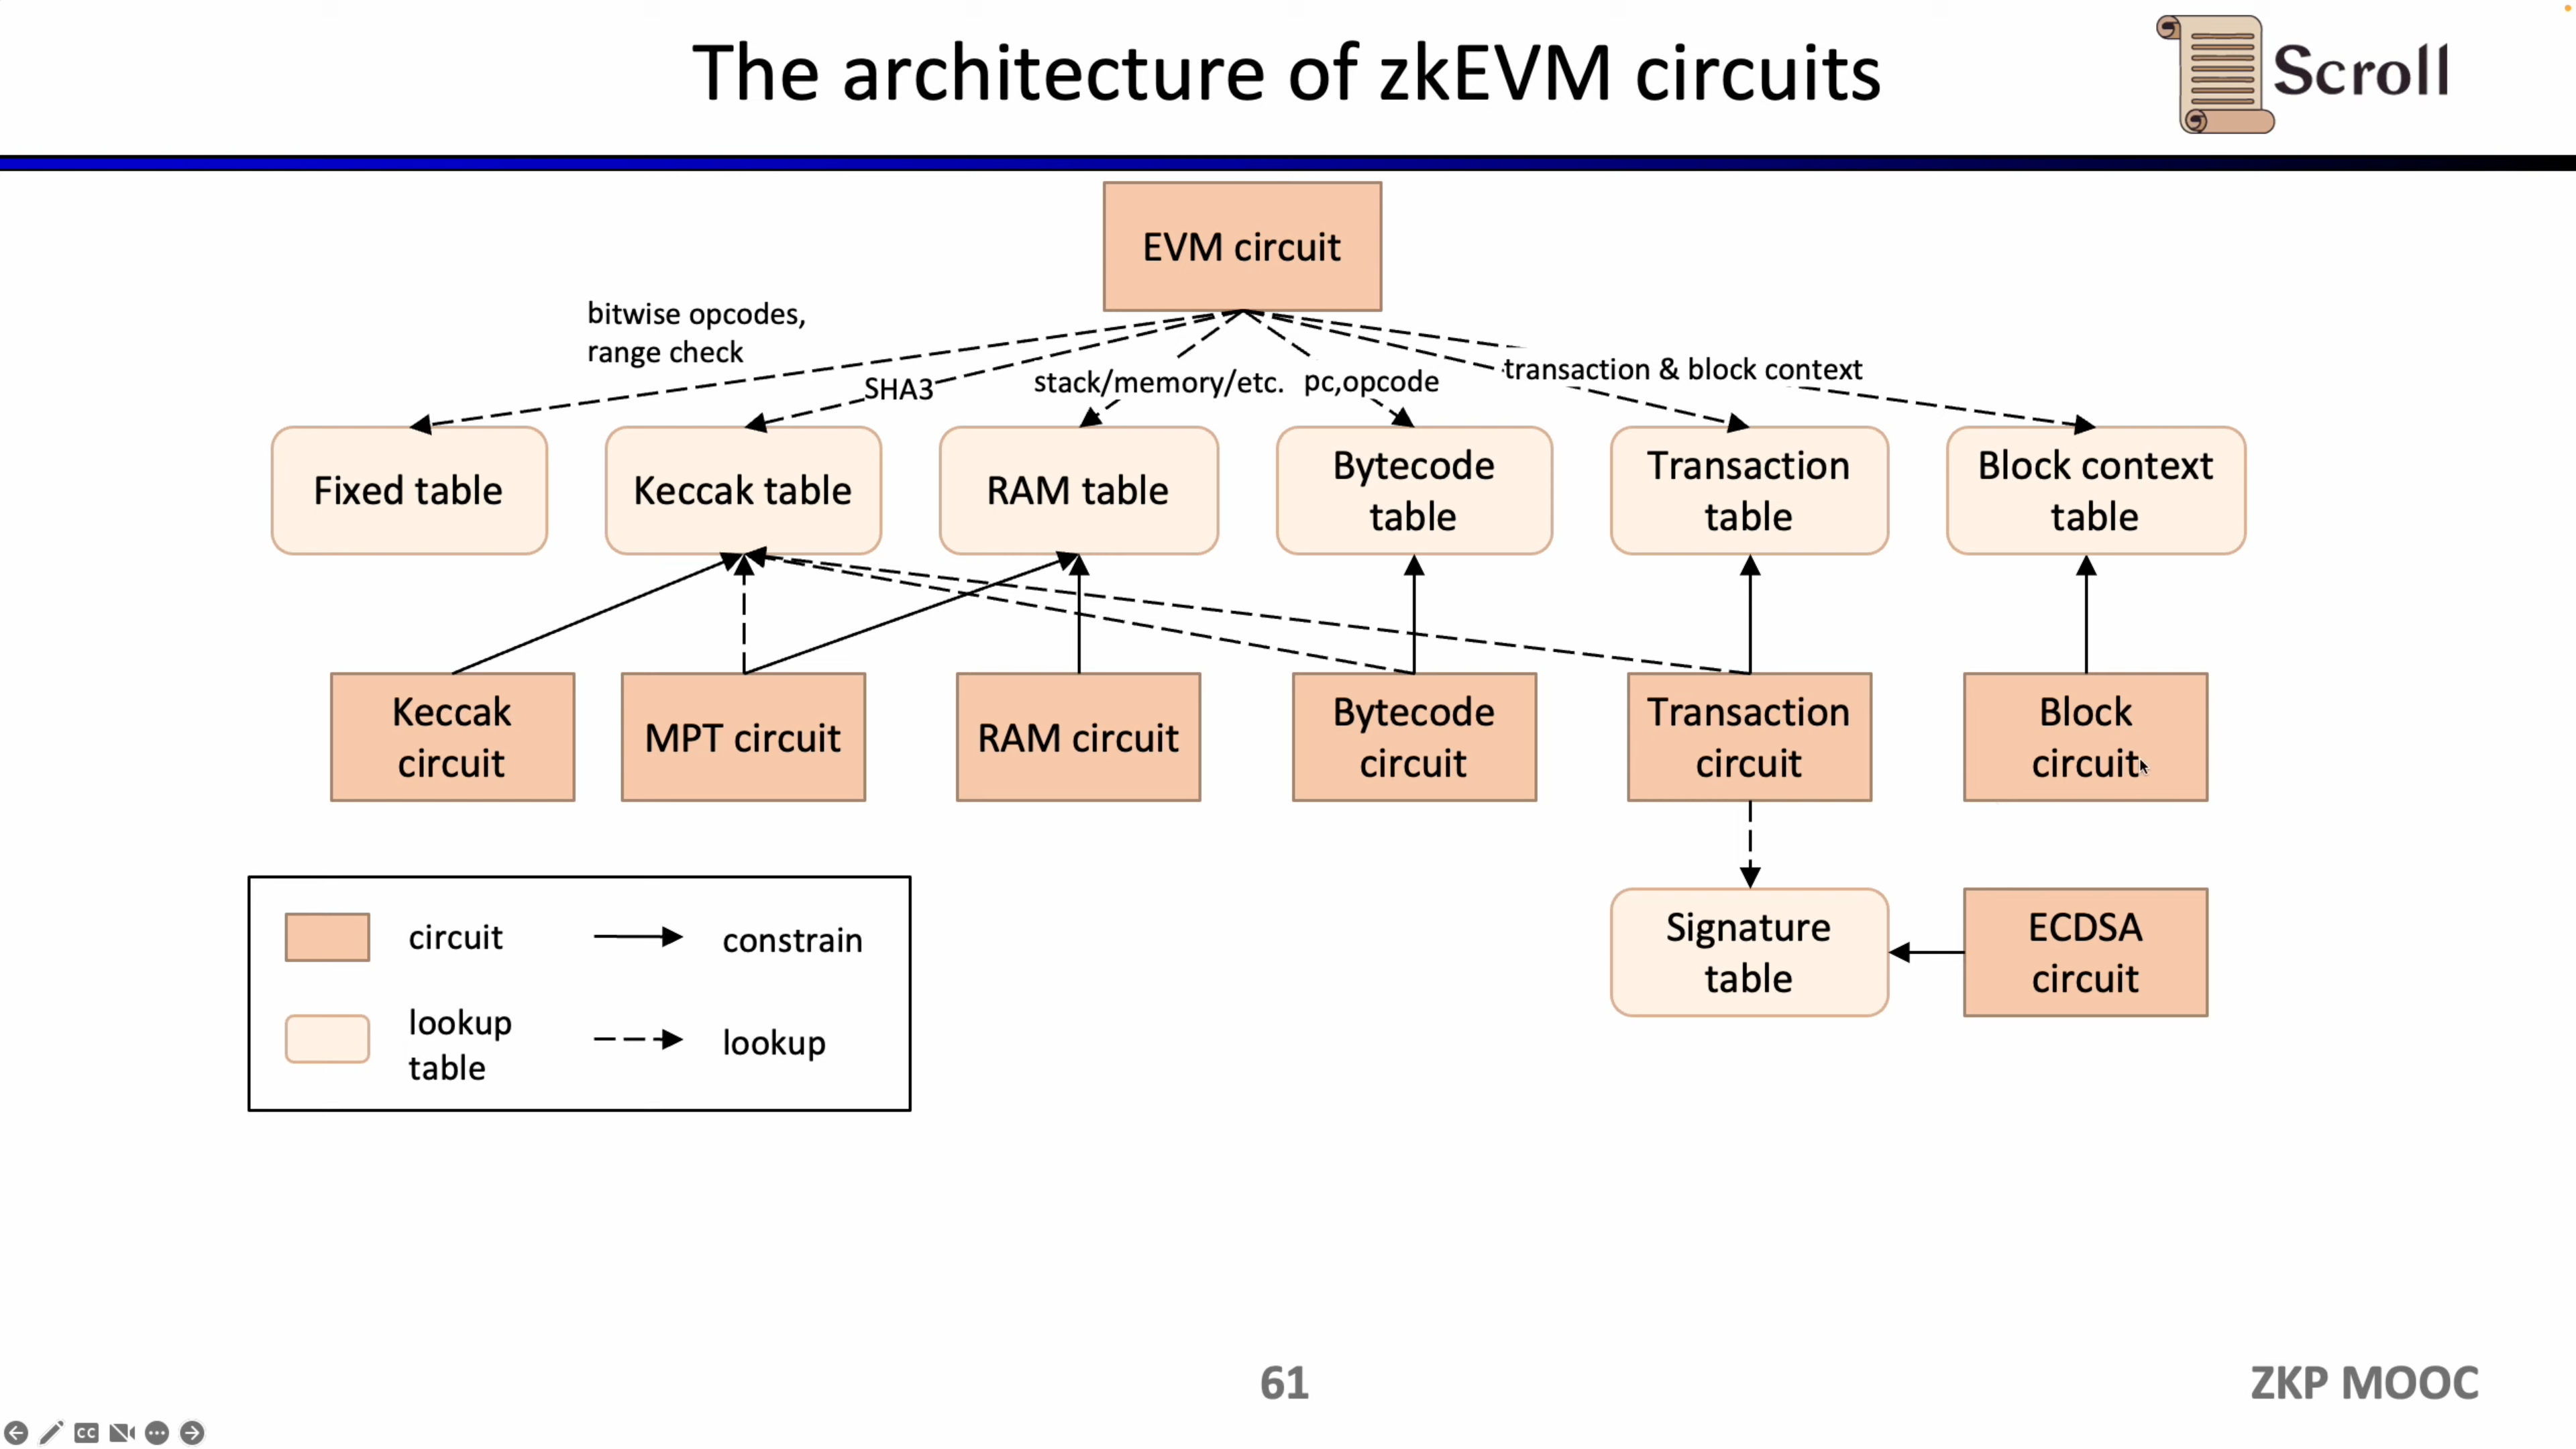 The architecture of zkEVM circuits
Scroll
EVM circuit
bitwise opcodes,
range check
SHA3
stack/memory/etc.
pc,opcode
transaction & block context
Fixed table
Keccak table
RAM table
Bytecode
table
Transaction
table
Block context
table
Keccak
circuit
MPT circuit
RAM circuit
Bytecode
circuit
Transaction
circuit
Block
circuit
Signature
table
ECDSA
circuit
circuit
constrain
lookup
table
lookup
61
ZKP MOOC
CC